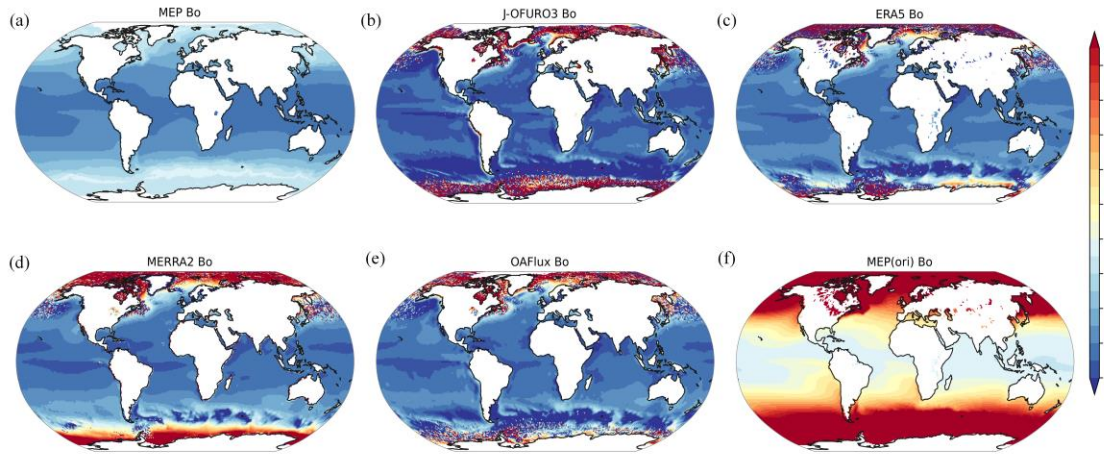 (a) MEP Bo
(b) J-OFURO3 Bo
(c) ERA5 Bo
(d) MERRA2 Bo
(e) OAFlux Bo
(f) MEP(ori) Bo